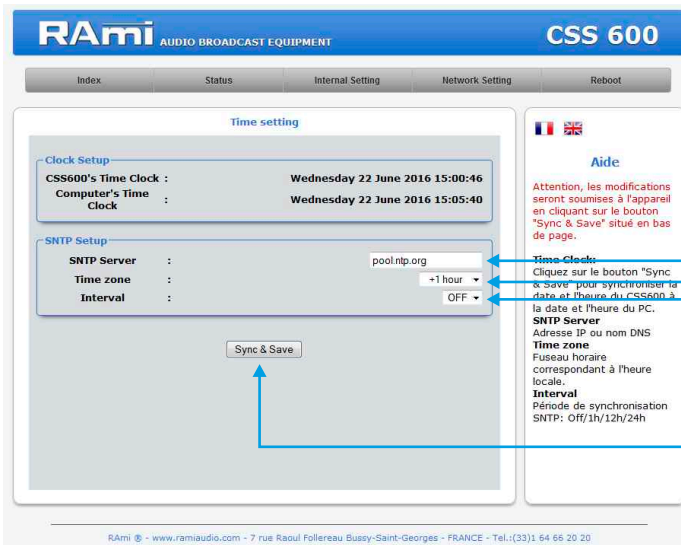 RAmi AUDIO BROADCAST EQUIPMENT
CSS 600
Index Status Internal Setting Network Setting Reboot
Time setting
Clock Setup
CSS600's Time Clock : Wednesday 22 June 2016 15:00:46
Computer's Time Clock : Wednesday 22 June 2016 15:05:40
SNTP Setup
SNTP Server : pool.ntp.org
Time zone : +1 hour
Interval : OFF
Sync & Save
Aide
Attention, les modifications
seront soumises à l'appareil
en cliquant sur le bouton
"Sync & Save" situé en bas
de page.
Time Clock:
Cliquez sur le bouton "Sync
& Save" pour synchroniser la
date et l'heure du CSS600 à
la date et l'heure du PC.
SNTP Server
Adresse IP ou nom DNS
Time zone
Fuseau horaire
correspondant à l'heure
locale.
Interval
Période de synchronisation
SNTP: Off/1h/12h/24h
RAmi ® - www.ramiaudio.com - 7 rue Raoul Follereau Bussy-Saint-Georges - FRANCE - Tel.:(33)1 64 66 20 20